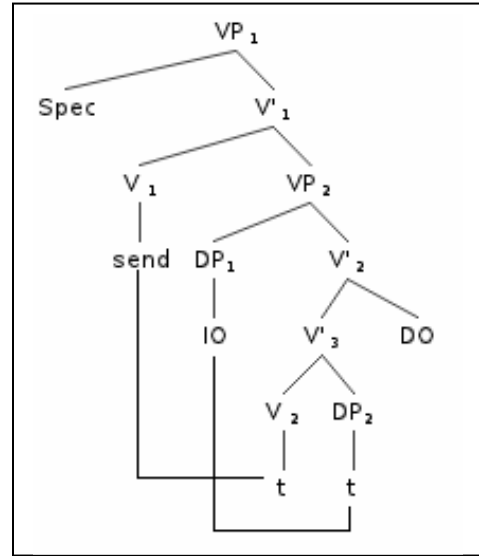 VP₁
Spec V'₁
V₁ VP₂
send DP₁ V'₂
IO V'₃ DO
V₂ DP₂
t t